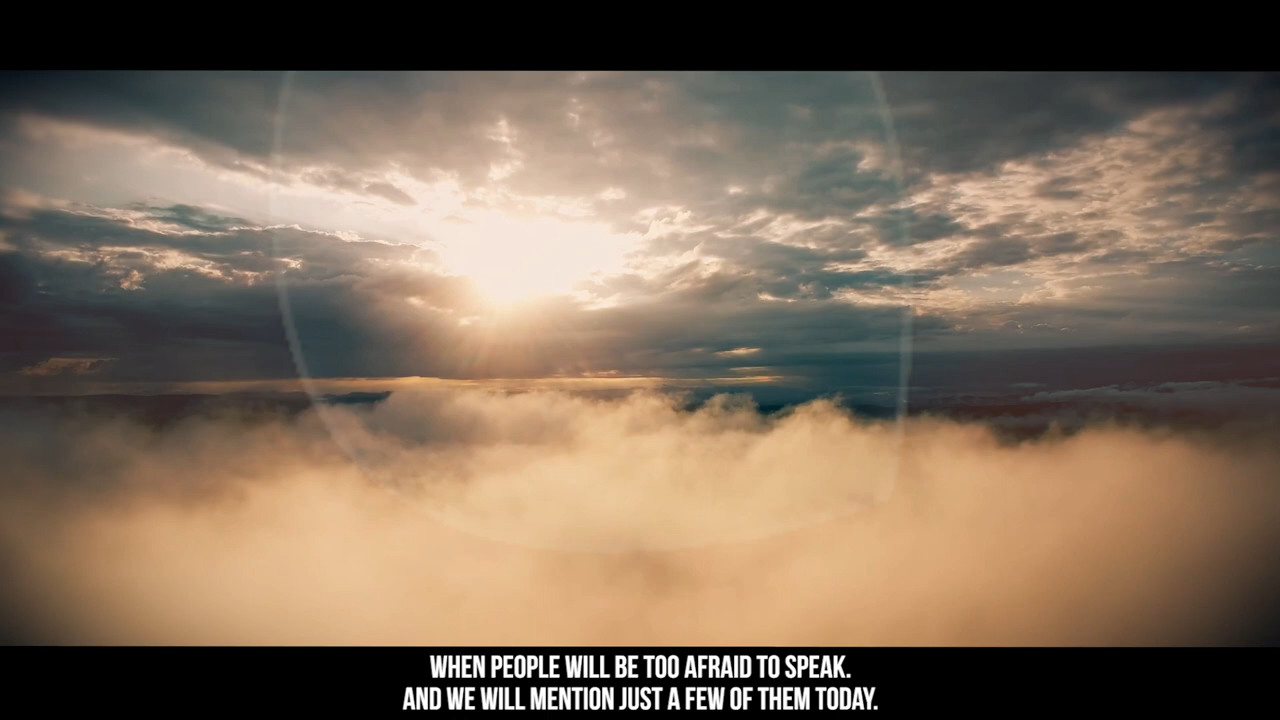 WHEN PEOPLE WILL BE TOO AFRAID TO SPEAK.
AND WE WILL MENTION JUST A FEW OF THEM TODAY.